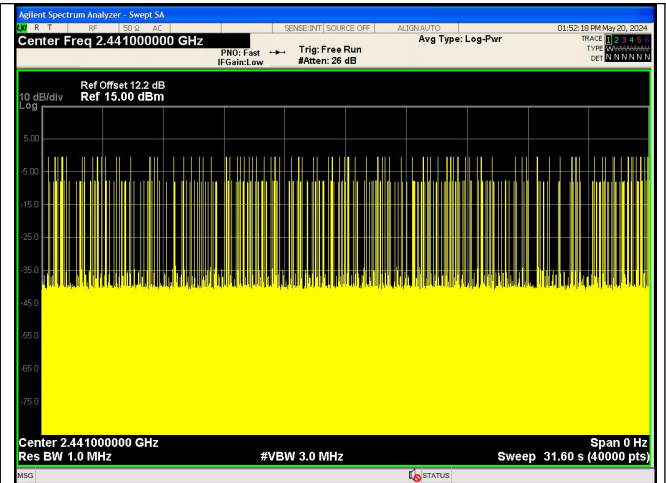 Agilent Spectrum Analyzer - Swept SA
R T RF 50 Ω AC SENSE:INT SOURCE OFF ALIGN AUTO 01:52:18 PM May 20, 2024
Center Freq 2.441000000 GHz Avg Type: Log-Pwr TRACE 1 2 3 4 5 6
PNO: Fast Trig: Free Run TYPE
IFGain:Low #Atten: 26 dB DET N N N N N N
Ref Offset 12.2 dB
10 dB/div Ref 15.00 dBm
Log
5.00
-5.00
-15.0
-25.0
-35.0
-45.0
-55.0
-65.0
-75.0
Center 2.441000000 GHz Span 0 Hz
Res BW 1.0 MHz #VBW 3.0 MHz Sweep 31.60 s (40000 pts)
MSG STATUS